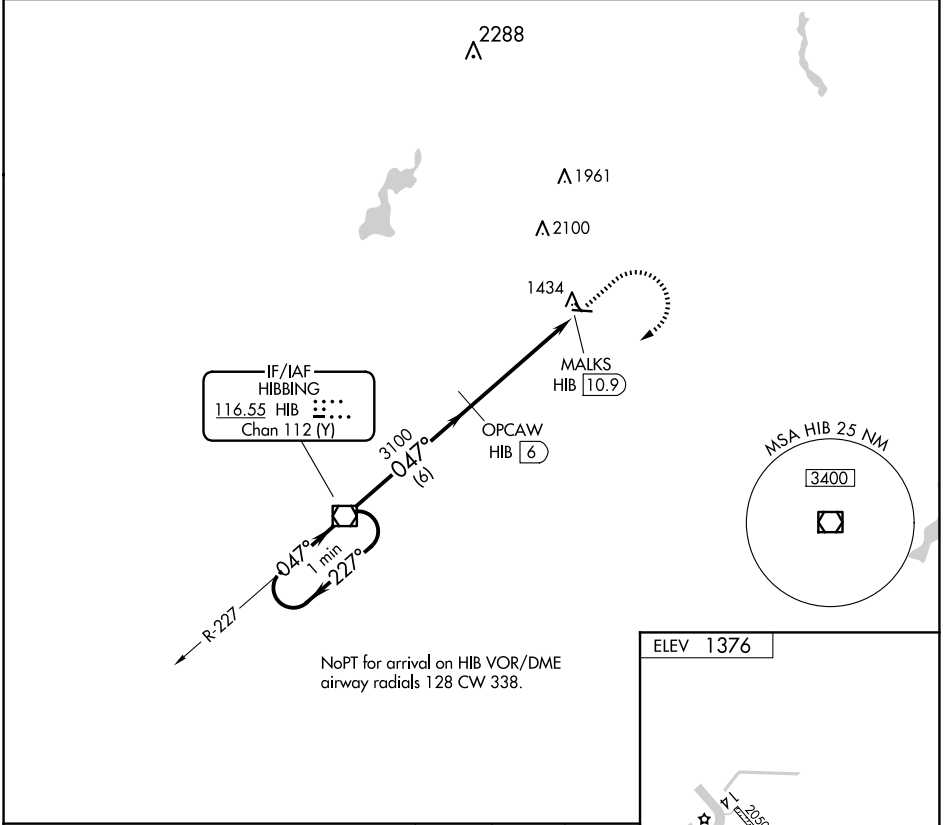 2288
1961
2100
1434
MALKS
HIB 10.9
IF/IAF
HIBBING
116.55 HIB
Chan 112 (Y)
3100
047°
(6)
OPCAW
HIB 6
MSA HIB 25 NM
3400
047°
1 min
227°
R-227
NoPT for arrival on HIB VOR/DME
airway radials 128 CW 338.
ELEV 1376
14